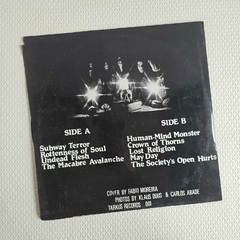 SIDE A
Subway Terror
Rottenness of Soul
Undead Flesh
The Macabre Avalanche
SIDE B
Human-Mind Monster
Crown of Thorns
Lost Religion
May Day
The Society's Open Hurts
COVER BY FABIO MOREIRA
PHOTOS BY KLAUS DUUS & CARLOS ABADE
TARKUS RECORDS 001